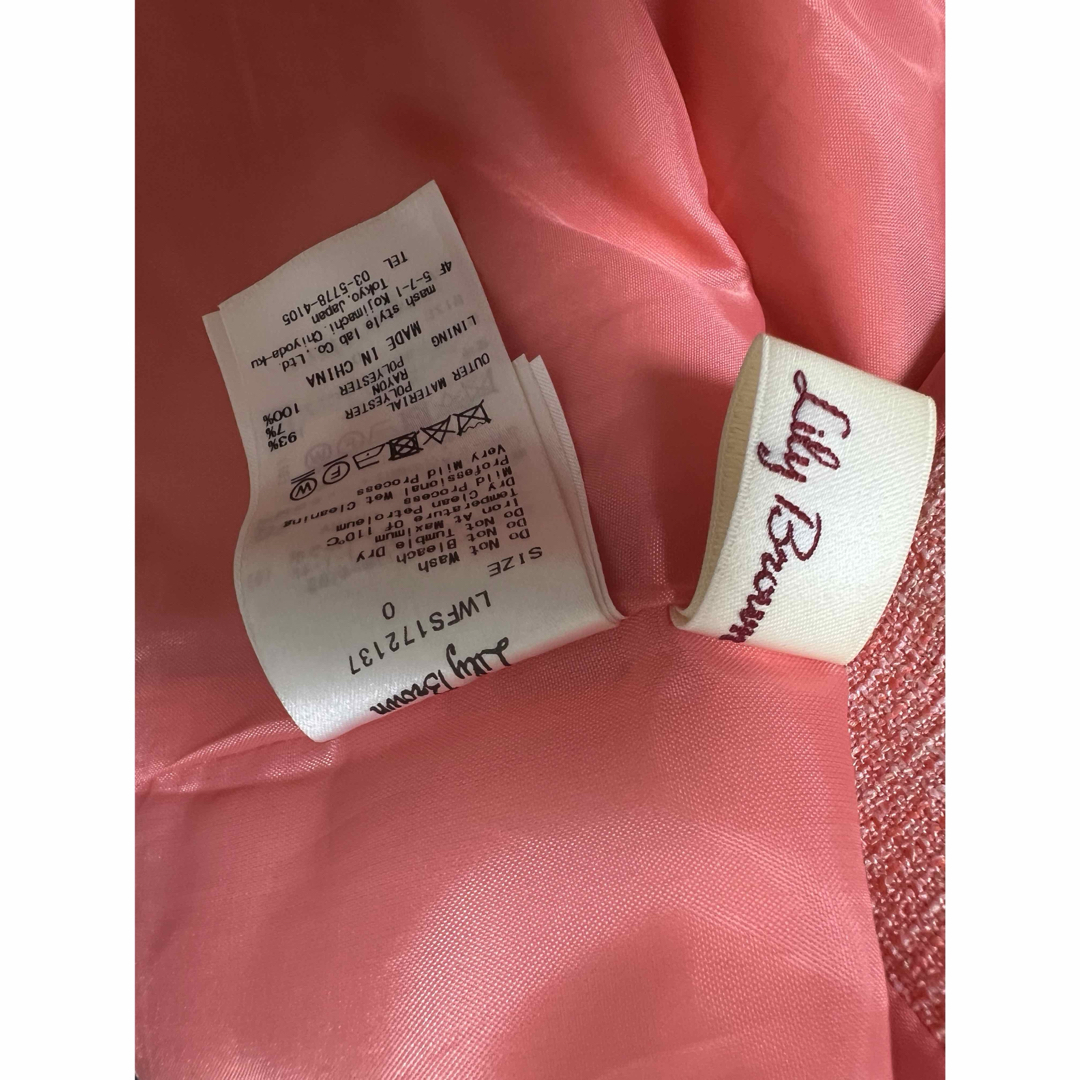 Lily Brown
LWFS172137
SIZE 0
Do Not Wash
Do Not Bleach
Do Not Tumble Dry
Iron At Maximum Of 110℃
Temperature
Dry Clean Petroleum
Mild Process
Professional Wet Cleaning
Very Mild Process
F
W
OUTER MATERIAL
POLYESTER 93%
RAYON 7%
LINING
POLYESTER 100%
MADE IN CHINA
mash style lab Co., Ltd
4F 5-7-1 Kojimachi, Chiyoda-ku
Tokyo, Japan
TEL 03-5778-4105
Lily Brown